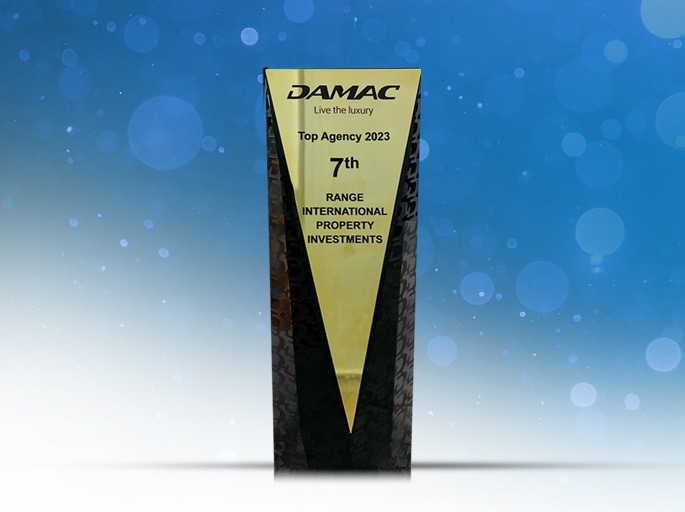 DAMAC
Live the luxury
Top Agency 2023
7th
RANGE
INTERNATIONAL
PROPERTY
INVESTMENTS